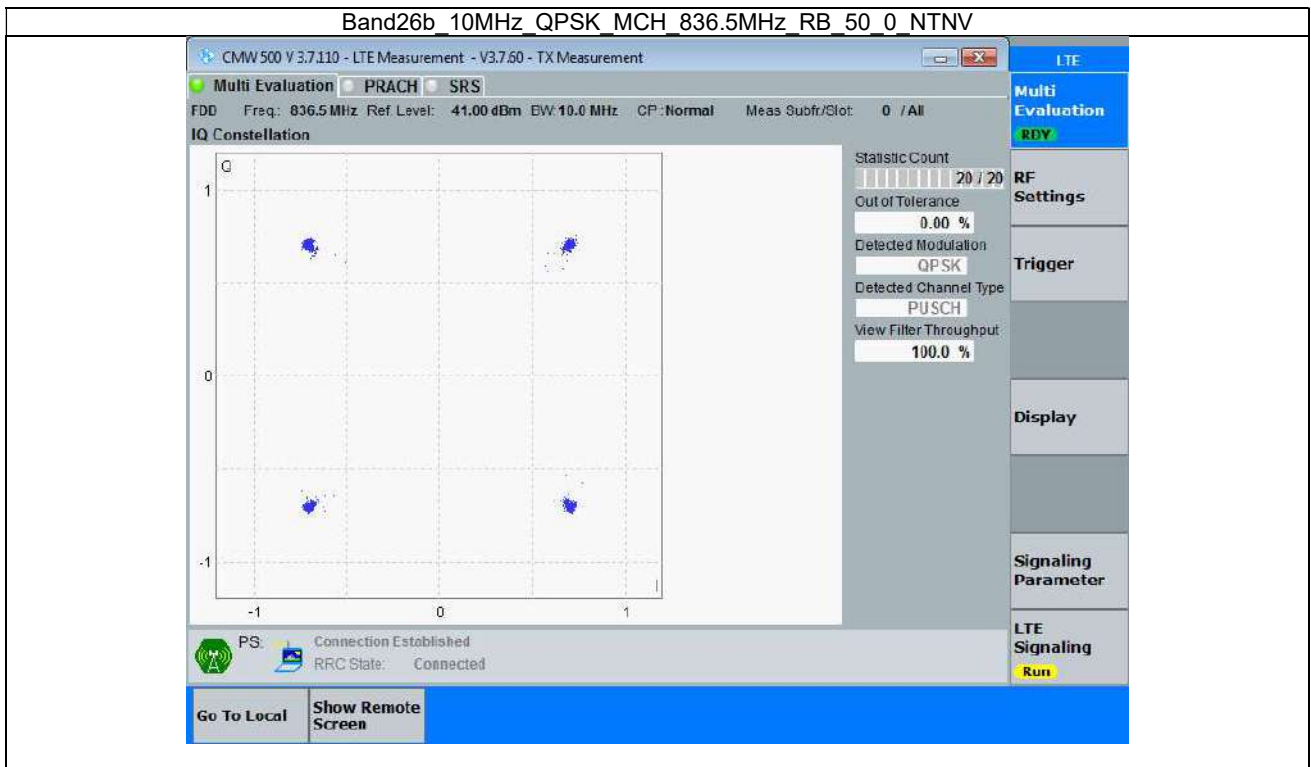 Band26b_10MHz_QPSK_MCH_836.5MHz_RB_50_0_NTNV
CMW 500 V 3.7.110 - LTE Measurement - V3.7.60 - TX Measurement
LTE
Multi Evaluation PRACH SRS
Multi
Evaluation
RDY
FDD Freq.: 836.5 MHz Ref. Level: 41.00 dBm BW: 10.0 MHz CP: Normal Meas Subfr/Slot: 0 / All
IQ Constellation
Q
1
0
-1
-1 0 1
I
Statistic Count
20 / 20
Out of Tolerance
0.00 %
Detected Modulation
QPSK
Detected Channel Type
PUSCH
View Filter Throughput
100.0 %
RF
Settings
Trigger
Display
Signaling
Parameter
LTE
Signaling
Run
PS: Connection Established
RRC State: Connected
Go To Local
Show Remote
Screen